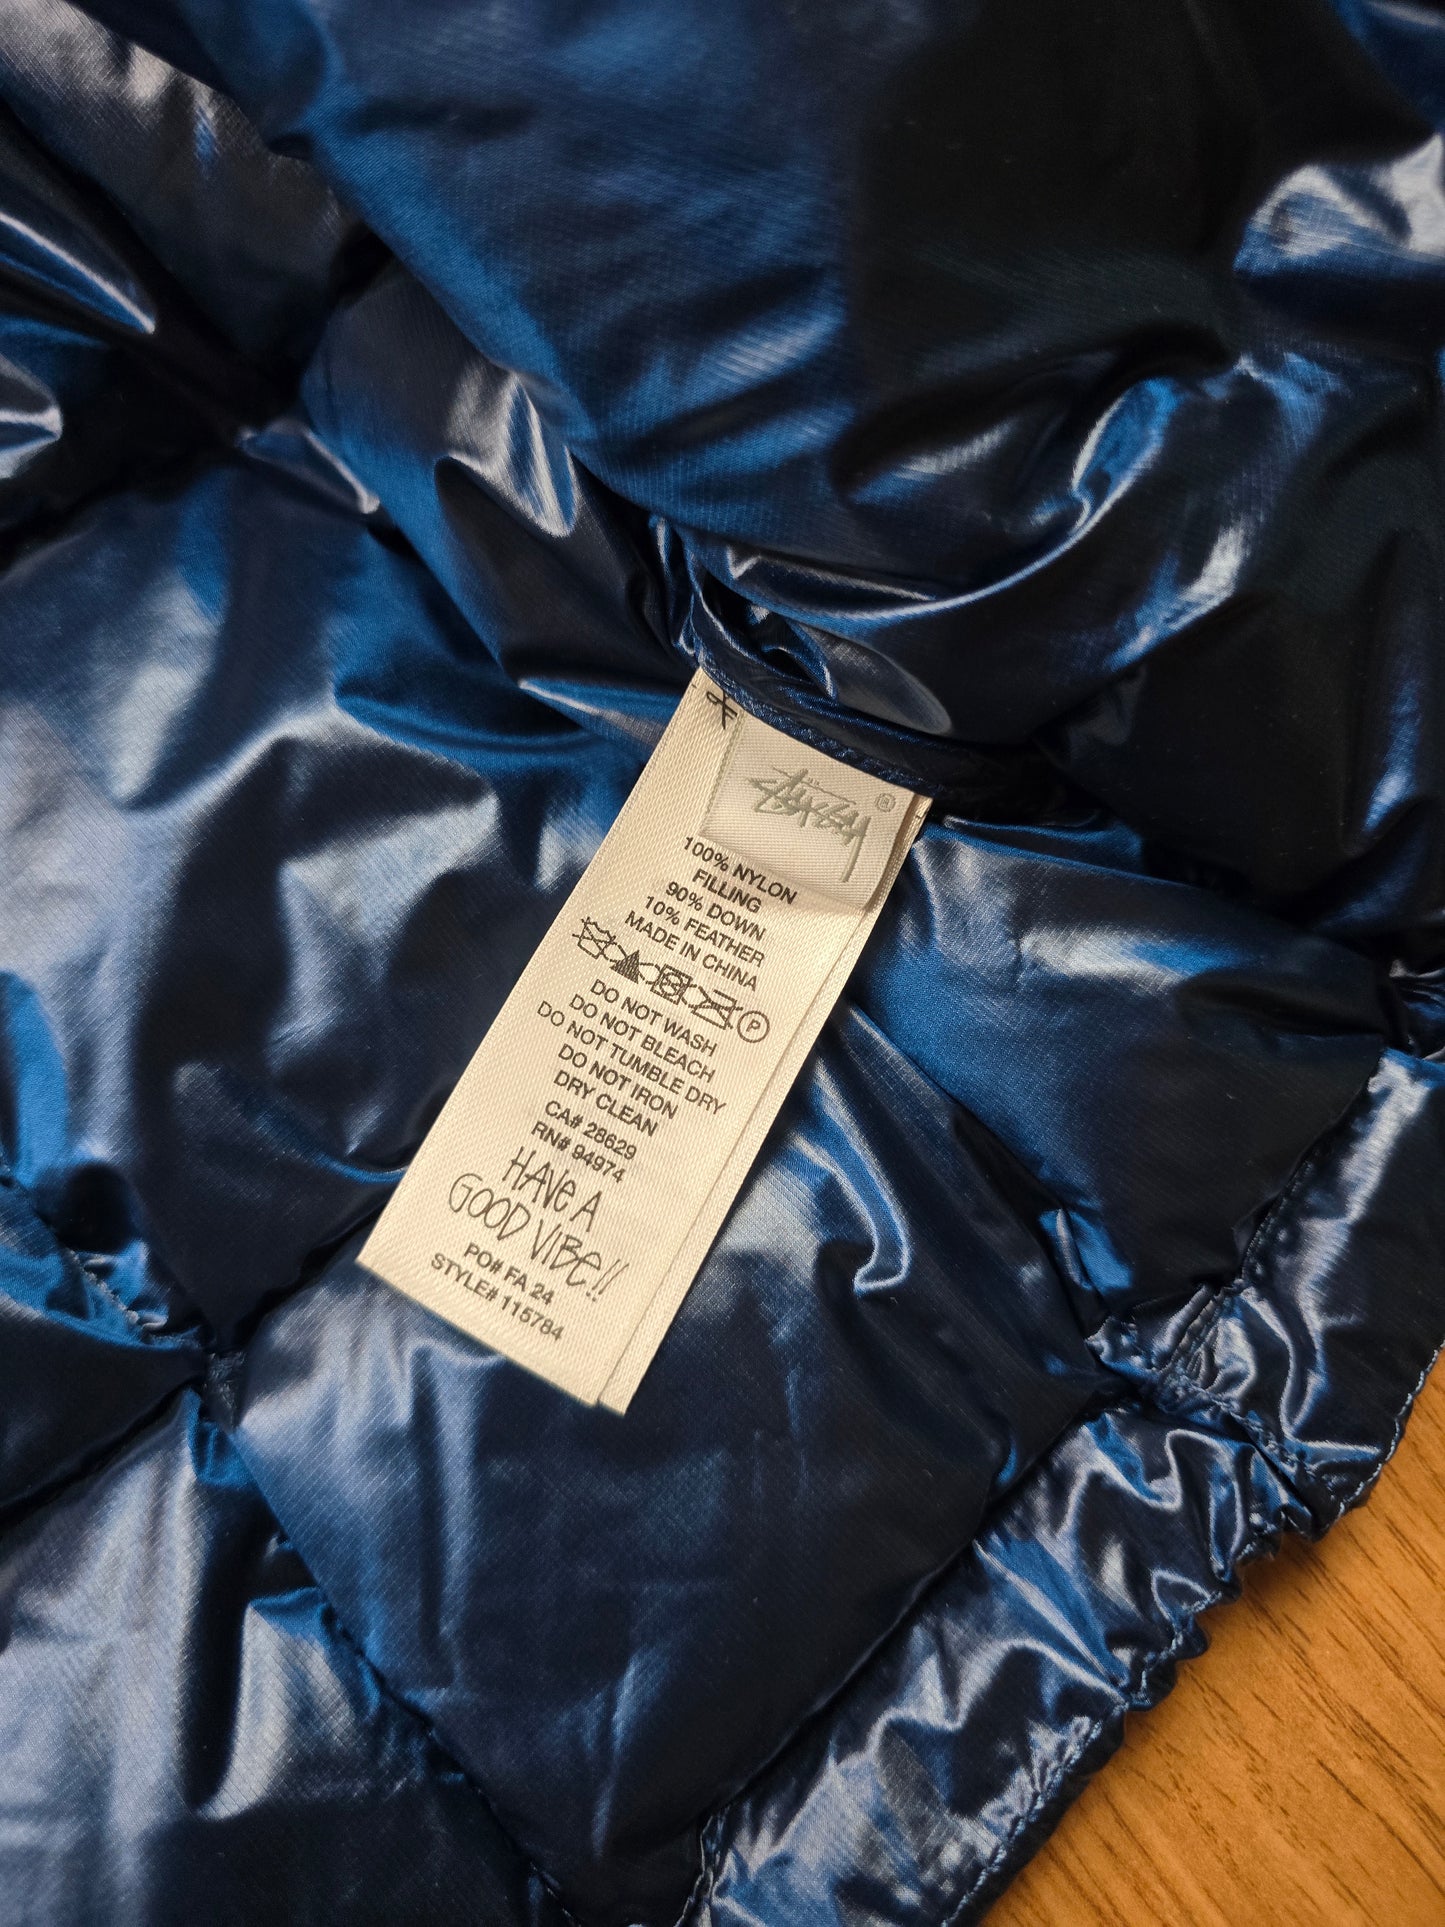 Stüssy ®
100% NYLON
FILLING
90% DOWN
10% FEATHER
MADE IN CHINA
P
DO NOT WASH
DO NOT BLEACH
DO NOT TUMBLE DRY
DO NOT IRON
DRY CLEAN
CA# 28629
RN# 94974
HAVE A
GOOD VIBE!!
PO# FA 24
STYLE# 115784